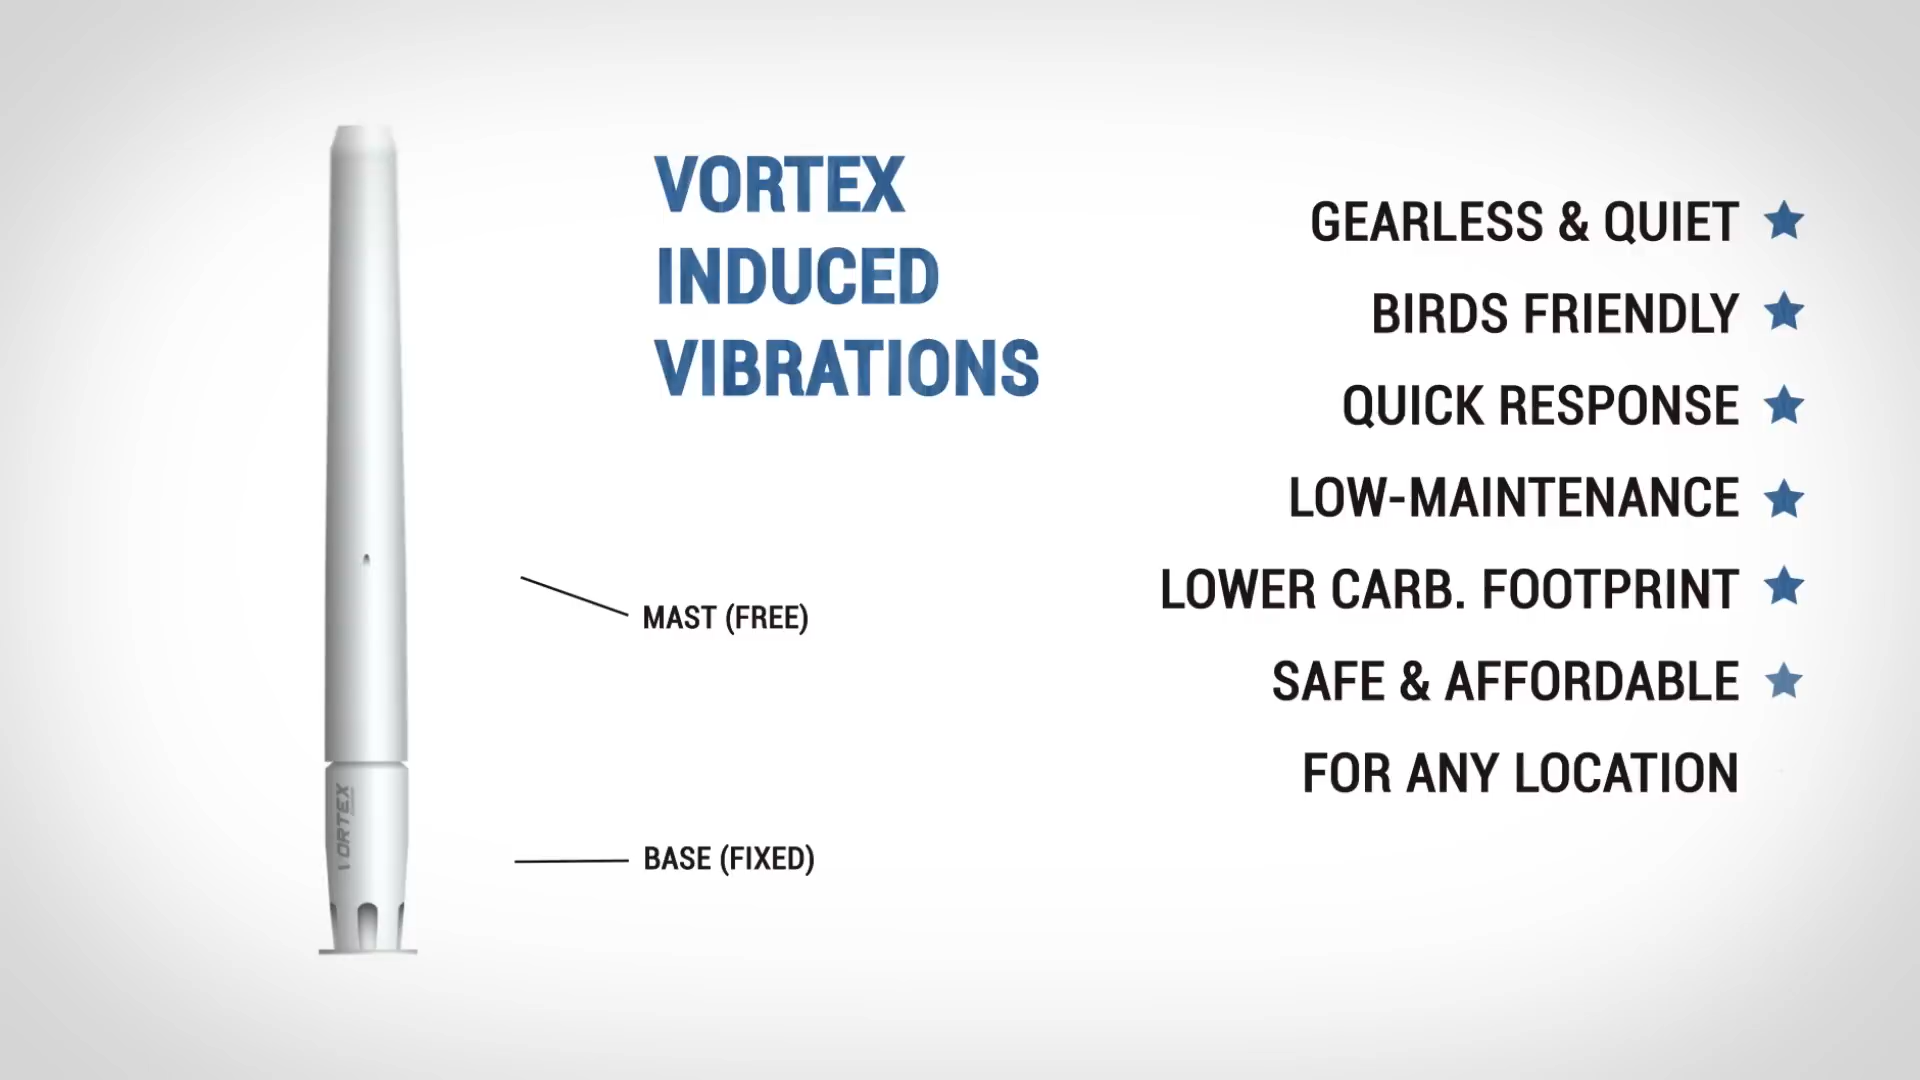 VORTEX
INDUCED
VIBRATIONS
GEARLESS & QUIET
BIRDS FRIENDLY
QUICK RESPONSE
LOW-MAINTENANCE
LOWER CARB. FOOTPRINT
SAFE & AFFORDABLE
FOR ANY LOCATION
MAST (FREE)
BASE (FIXED)
VORTEX